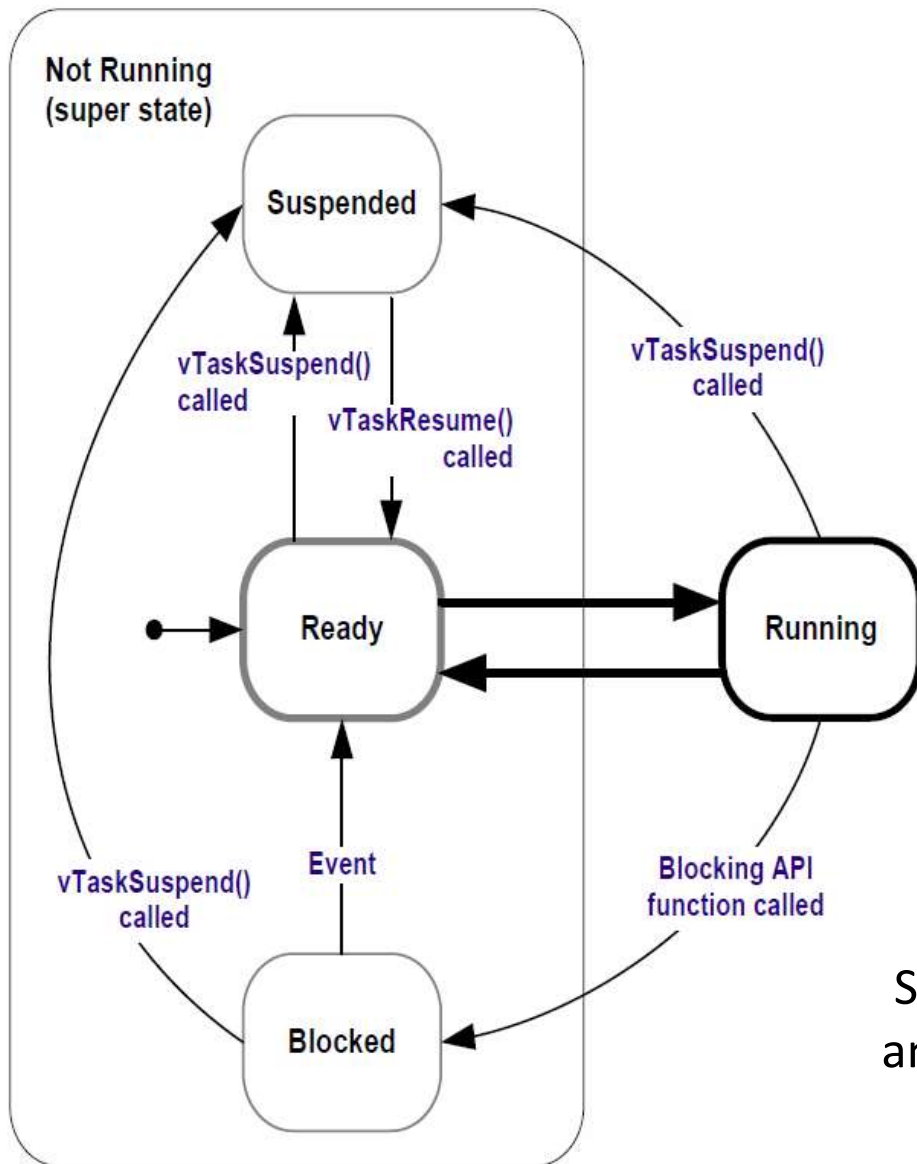 Not Running
(super state)
Suspended
vTaskSuspend()
called
vTaskResume()
called
vTaskSuspend()
called
Ready
Running
Event
vTaskSuspend()
called
Blocking API
function called
Blocked